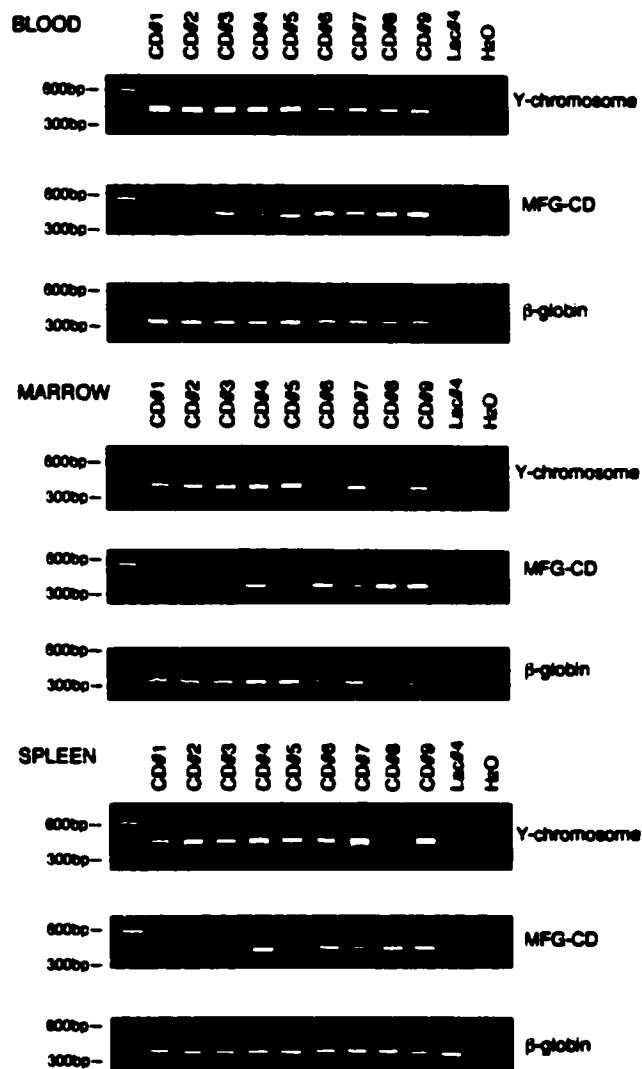 BLOOD
CD#1 CD#2 CD#3 CD#4 CD#5 CD#6 CD#7 CD#8 CD#9 Lac#4 H2O
600bp–
300bp–
Y-chromosome
600bp–
300bp–
MFG-CD
600bp–
300bp–
β-globin
MARROW
CD#1 CD#2 CD#3 CD#4 CD#5 CD#6 CD#7 CD#8 CD#9 Lac#4 H2O
600bp–
300bp–
Y-chromosome
600bp–
300bp–
MFG-CD
600bp–
300bp–
β-globin
SPLEEN
CD#1 CD#2 CD#3 CD#4 CD#5 CD#6 CD#7 CD#8 CD#9 Lac#4 H2O
600bp–
300bp–
Y-chromosome
600bp–
300bp–
MFG-CD
600bp–
300bp–
β-globin